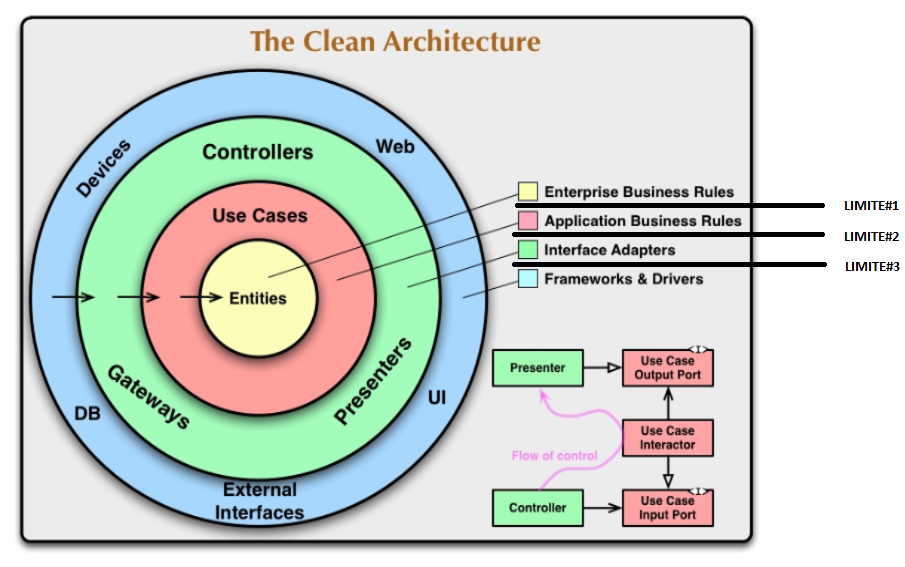 The Clean Architecture
Devices
Web
Controllers
Use Cases
Entities
Gateways
Presenters
DB
UI
External
Interfaces
Enterprise Business Rules
LIMITE#1
Application Business Rules
LIMITE#2
Interface Adapters
LIMITE#3
Frameworks & Drivers
Presenter
<I>
Use Case
Output Port
Flow of control
Use Case
Interactor
Controller
<I>
Use Case
Input Port